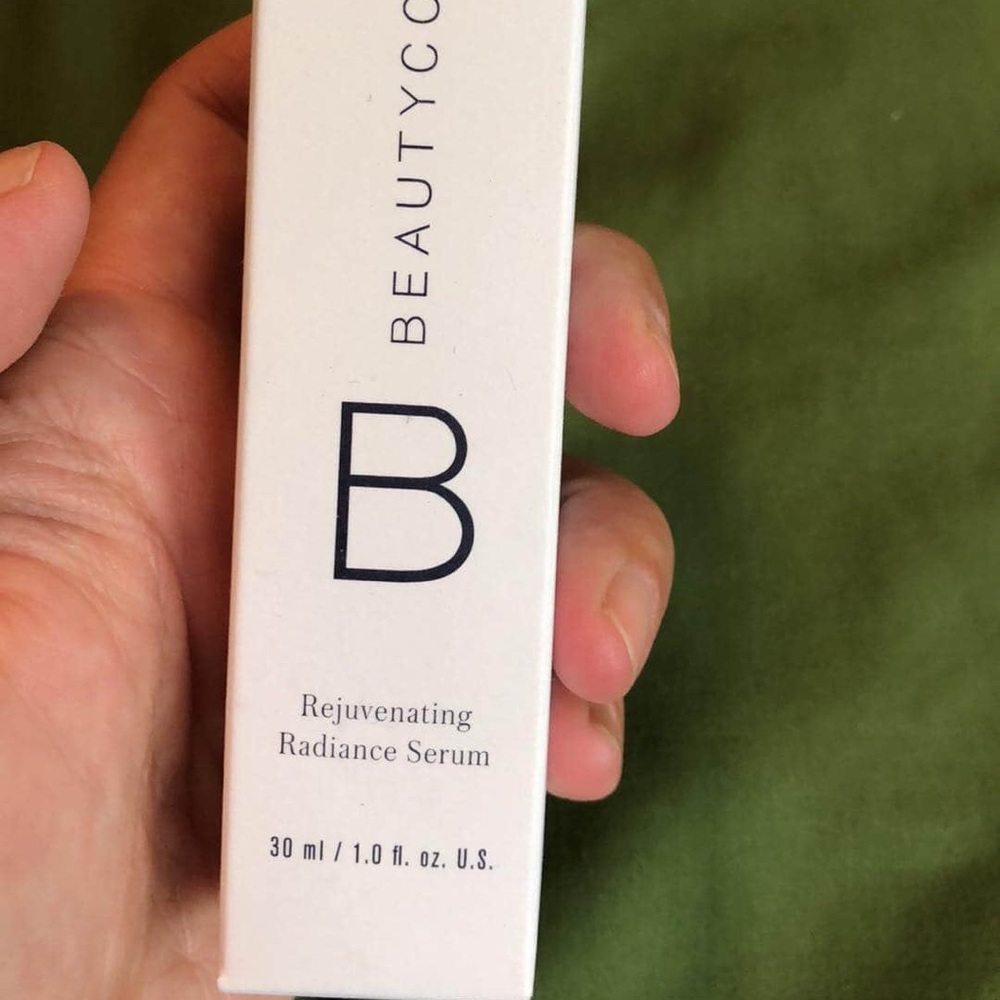 BEAUTYCO
B
Rejuvenating
Radiance Serum
30 ml / 1.0 fl. oz. U.S.